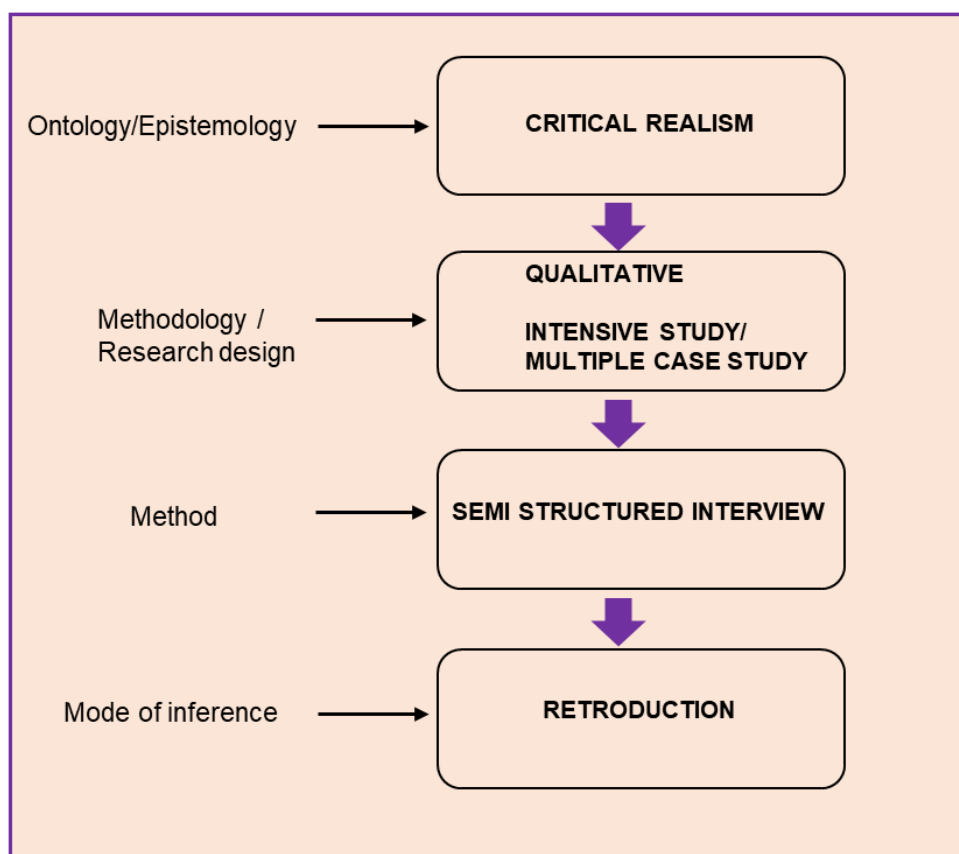 Ontology/Epistemology
CRITICAL REALISM
Methodology /
Research design
QUALITATIVE
INTENSIVE STUDY/
MULTIPLE CASE STUDY
Method
SEMI STRUCTURED INTERVIEW
Mode of inference
RETRODUCTION